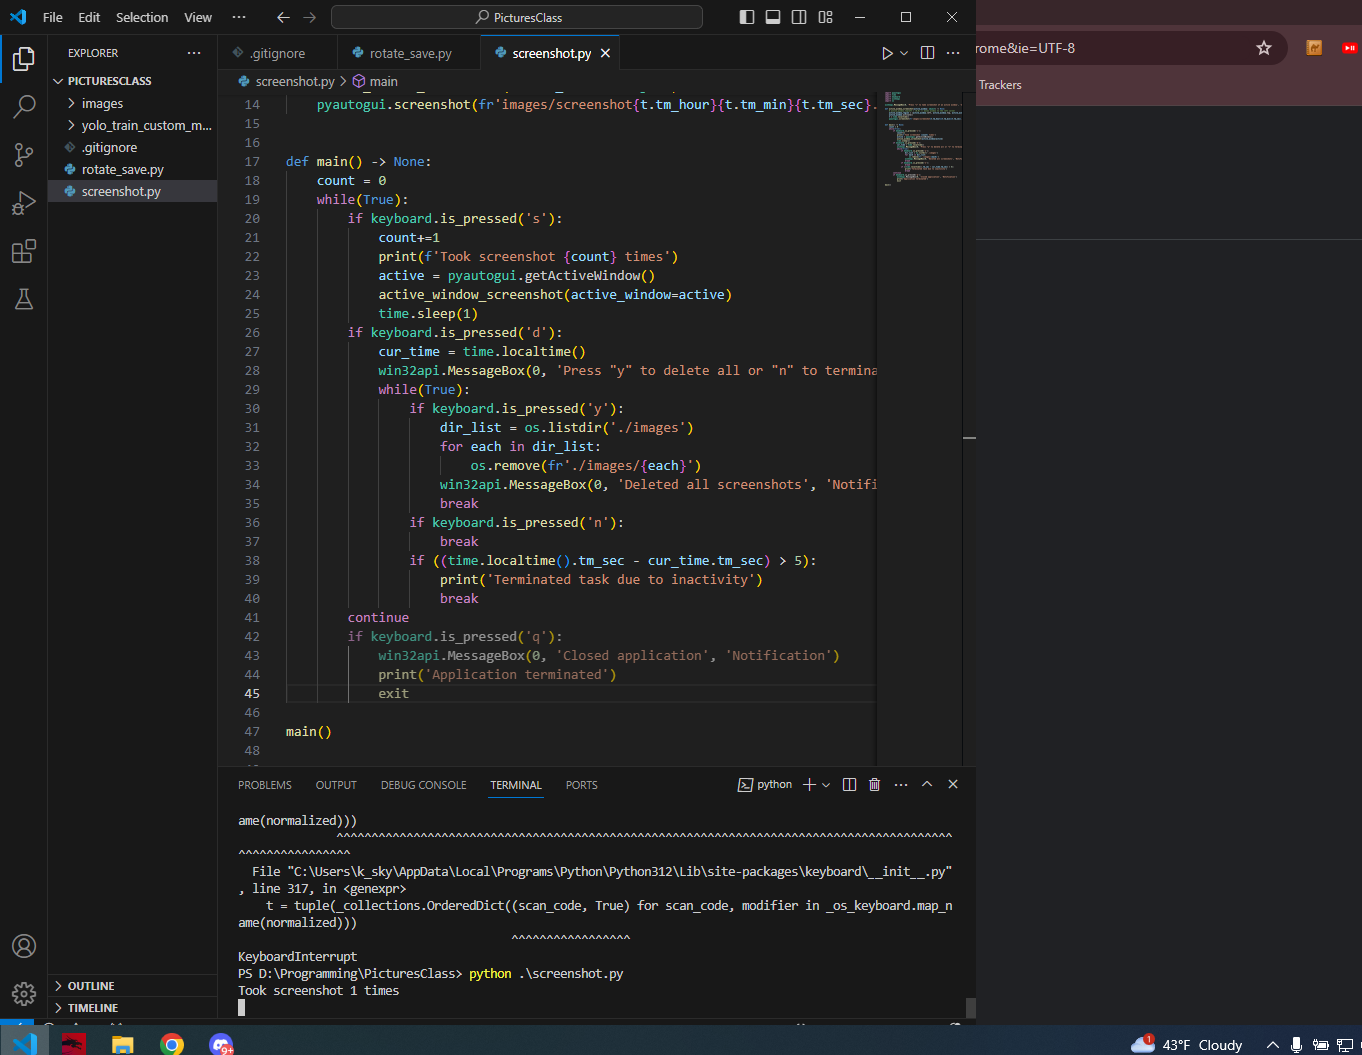 File Edit Selection View ··· PicturesClass
rome&ie=UTF-8
Trackers
EXPLORER ···
PICTURESCLASS
images
yolo_train_custom_m...
.gitignore
rotate_save.py
screenshot.py
OUTLINE
TIMELINE
.gitignore rotate_save.py screenshot.py
screenshot.py > main
14 pyautogui.screenshot(fr'images/screenshot{t.tm_hour}{t.tm_min}{t.tm_sec}.
15
16
17 def main() -> None:
18 count = 0
19 while(True):
20 if keyboard.is_pressed('s'):
21 count+=1
22 print(f'Took screenshot {count} times')
23 active = pyautogui.getActiveWindow()
24 active_window_screenshot(active_window=active)
25 time.sleep(1)
26 if keyboard.is_pressed('d'):
27 cur_time = time.localtime()
28 win32api.MessageBox(0, 'Press "y" to delete all or "n" to termina
29 while(True):
30 if keyboard.is_pressed('y'):
31 dir_list = os.listdir('./images')
32 for each in dir_list:
33 os.remove(fr'./images/{each}')
34 win32api.MessageBox(0, 'Deleted all screenshots', 'Notifi
35 break
36 if keyboard.is_pressed('n'):
37 break
38 if ((time.localtime().tm_sec - cur_time.tm_sec) > 5):
39 print('Terminated task due to inactivity')
40 break
41 continue
42 if keyboard.is_pressed('q'):
43 win32api.MessageBox(0, 'Closed application', 'Notification')
44 print('Application terminated')
45 exit
46
47 main()
48
PROBLEMS OUTPUT DEBUG CONSOLE TERMINAL PORTS python
ame(normalized)))
^^^^^^^^^^^^^^^^^^^^^^^^^^^^^^^^^^^^^^^^^^^^^^^^^^^^^^^^^^^^^^^^^^^^^^^^^^^^^^^^^^^^^^^^
^^^^^^^^^^^^^^^^
File "C:\Users\k_sky\AppData\Local\Programs\Python\Python312\Lib\site-packages\keyboard\__init__.py"
, line 317, in <genexpr>
t = tuple(_collections.OrderedDict((scan_code, True) for scan_code, modifier in _os_keyboard.map_n
ame(normalized)))
^^^^^^^^^^^^^^^^^
KeyboardInterrupt
PS D:\Programming\PicturesClass> python .\screenshot.py
Took screenshot 1 times
9+ 1 43°F Cloudy